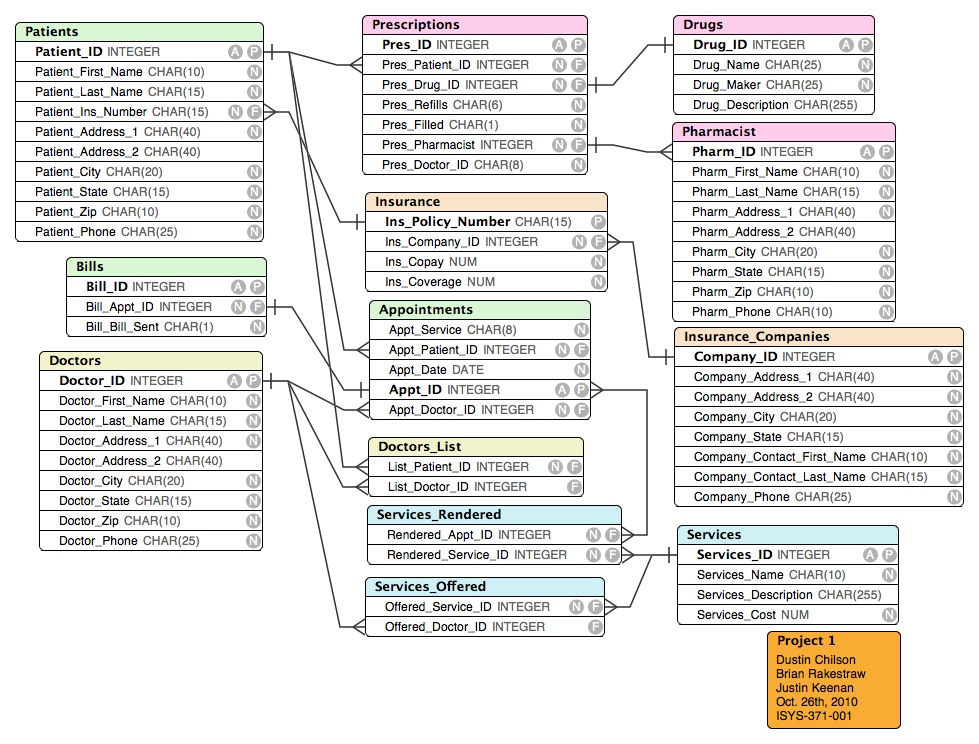 Patients
Patient_ID INTEGER A P
Patient_First_Name CHAR(10) N
Patient_Last_Name CHAR(15) N
Patient_Ins_Number CHAR(15) N F
Patient_Address_1 CHAR(40) N
Patient_Address_2 CHAR(40)
Patient_City CHAR(20) N
Patient_State CHAR(15) N
Patient_Zip CHAR(10) N
Patient_Phone CHAR(25) N
Bills
Bill_ID INTEGER A P
Bill_Appt_ID INTEGER N F
Bill_Bill_Sent CHAR(1) N
Doctors
Doctor_ID INTEGER A P
Doctor_First_Name CHAR(10) N
Doctor_Last_Name CHAR(15) N
Doctor_Address_1 CHAR(40) N
Doctor_Address_2 CHAR(40)
Doctor_City CHAR(20) N
Doctor_State CHAR(15) N
Doctor_Zip CHAR(10) N
Doctor_Phone CHAR(25) N
Prescriptions
Pres_ID INTEGER A P
Pres_Patient_ID INTEGER N F
Pres_Drug_ID INTEGER N F
Pres_Refills CHAR(6) N
Pres_Filled CHAR(1) N
Pres_Pharmacist INTEGER N F
Pres_Doctor_ID CHAR(8) N
Insurance
Ins_Policy_Number CHAR(15) P
Ins_Company_ID INTEGER N F
Ins_Copay NUM N
Ins_Coverage NUM N
Appointments
Appt_Service CHAR(8) N
Appt_Patient_ID INTEGER N F
Appt_Date DATE N
Appt_ID INTEGER A P
Appt_Doctor_ID INTEGER N F
Doctors_List
List_Patient_ID INTEGER N F
List_Doctor_ID INTEGER F
Services_Rendered
Rendered_Appt_ID INTEGER N F
Rendered_Service_ID INTEGER N F
Services_Offered
Offered_Service_ID INTEGER N F
Offered_Doctor_ID INTEGER F
Drugs
Drug_ID INTEGER A P
Drug_Name CHAR(25) N
Drug_Maker CHAR(25) N
Drug_Description CHAR(255)
Pharmacist
Pharm_ID INTEGER A P
Pharm_First_Name CHAR(10) N
Pharm_Last_Name CHAR(15) N
Pharm_Address_1 CHAR(40) N
Pharm_Address_2 CHAR(40)
Pharm_City CHAR(20) N
Pharm_State CHAR(15) N
Pharm_Zip CHAR(10) N
Pharm_Phone CHAR(10) N
Insurance_Companies
Company_ID INTEGER A P
Company_Address_1 CHAR(40) N
Company_Address_2 CHAR(40) N
Company_City CHAR(20) N
Company_State CHAR(15) N
Company_Contact_First_Name CHAR(10) N
Company_Contact_Last_Name CHAR(15) N
Company_Phone CHAR(25) N
Services
Services_ID INTEGER A P
Services_Name CHAR(10) N
Services_Description CHAR(255)
Services_Cost NUM N
Project 1
Dustin Chilson
Brian Rakestraw
Justin Keenan
Oct. 26th, 2010
ISYS-371-001